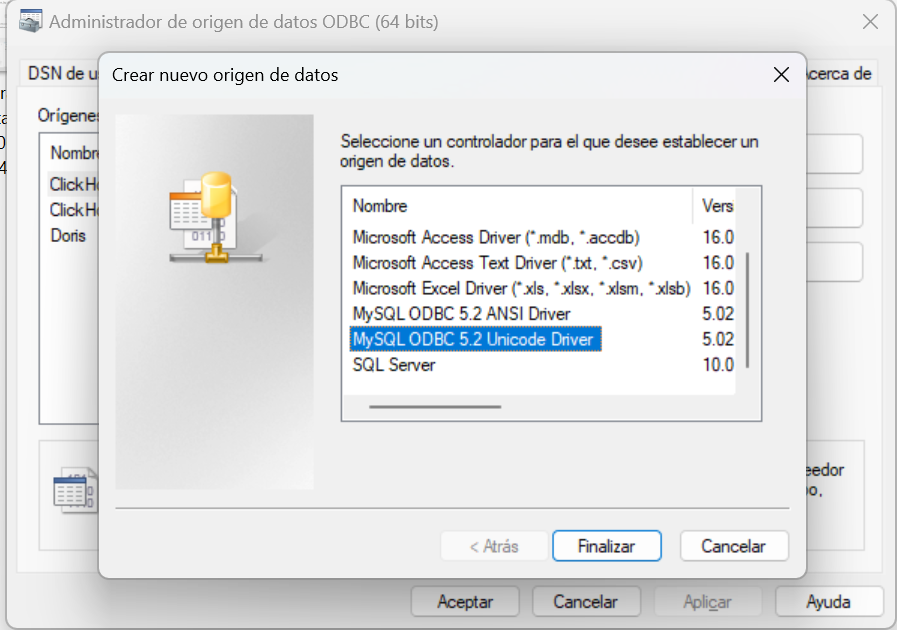 Administrador de origen de datos ODBC (64 bits)
Crear nuevo origen de datos
DSN de
Acerca de
Orígenes
Seleccione un controlador para el que desee establecer un
origen de datos.
Nombre Vers
Microsoft Access Driver (*.mdb, *.accdb) 16.0
Microsoft Access Text Driver (*.txt, *.csv) 16.0
Microsoft Excel Driver (*.xls, *.xlsx, *.xlsm, *.xlsb) 16.0
MySQL ODBC 5.2 ANSI Driver 5.02
MySQL ODBC 5.2 Unicode Driver 5.02
SQL Server 10.0
Nombre
ClickHo
ClickHo
Doris
< Atrás Finalizar Cancelar
Aceptar Cancelar Aplicar Ayuda